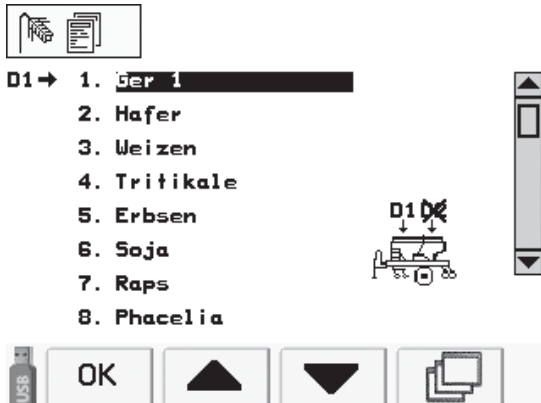 D1→ 1. Ger 1
2. Hafer
3. Weizen
4. Tritikale
5. Erbsen
6. Soja
7. Raps
8. Phacelia
D1 D2
USB
OK